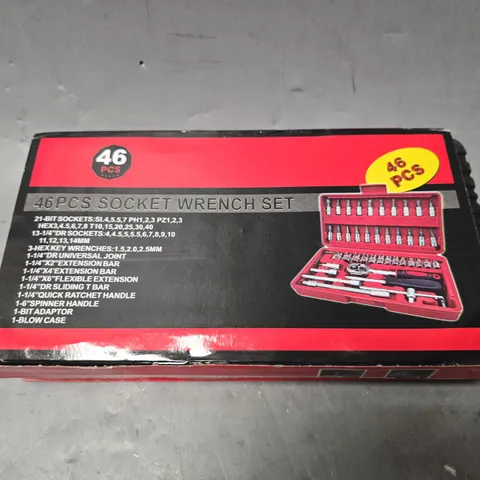 46
PCS
46
PCS
46PCS SOCKET WRENCH SET
21-BIT SOCKETS:SL4,5.5,7 PH1,2,3 PZ1,2,3
HEX3,4,5,6,7,8 T10,15,20,25,30,40
13-1/4"DR SOCKETS:4,4.5,5,5.5,6,7,8,9,10
11,12,13,14MM
3-HEX KEY WRENCHES:1.5,2.0,2.5MM
1-1/4"DR UNIVERSAL JOINT
1-1/4"X2"EXTENSION BAR
1-1/4"X4"EXTENSION BAR
1-1/4"X6"FLEXIBLE EXTENSION
1-1/4"DR SLIDING T BAR
1-1/4"QUICK RATCHET HANDLE
1-6"SPINNER HANDLE
1-BIT ADAPTOR
1-BLOW CASE